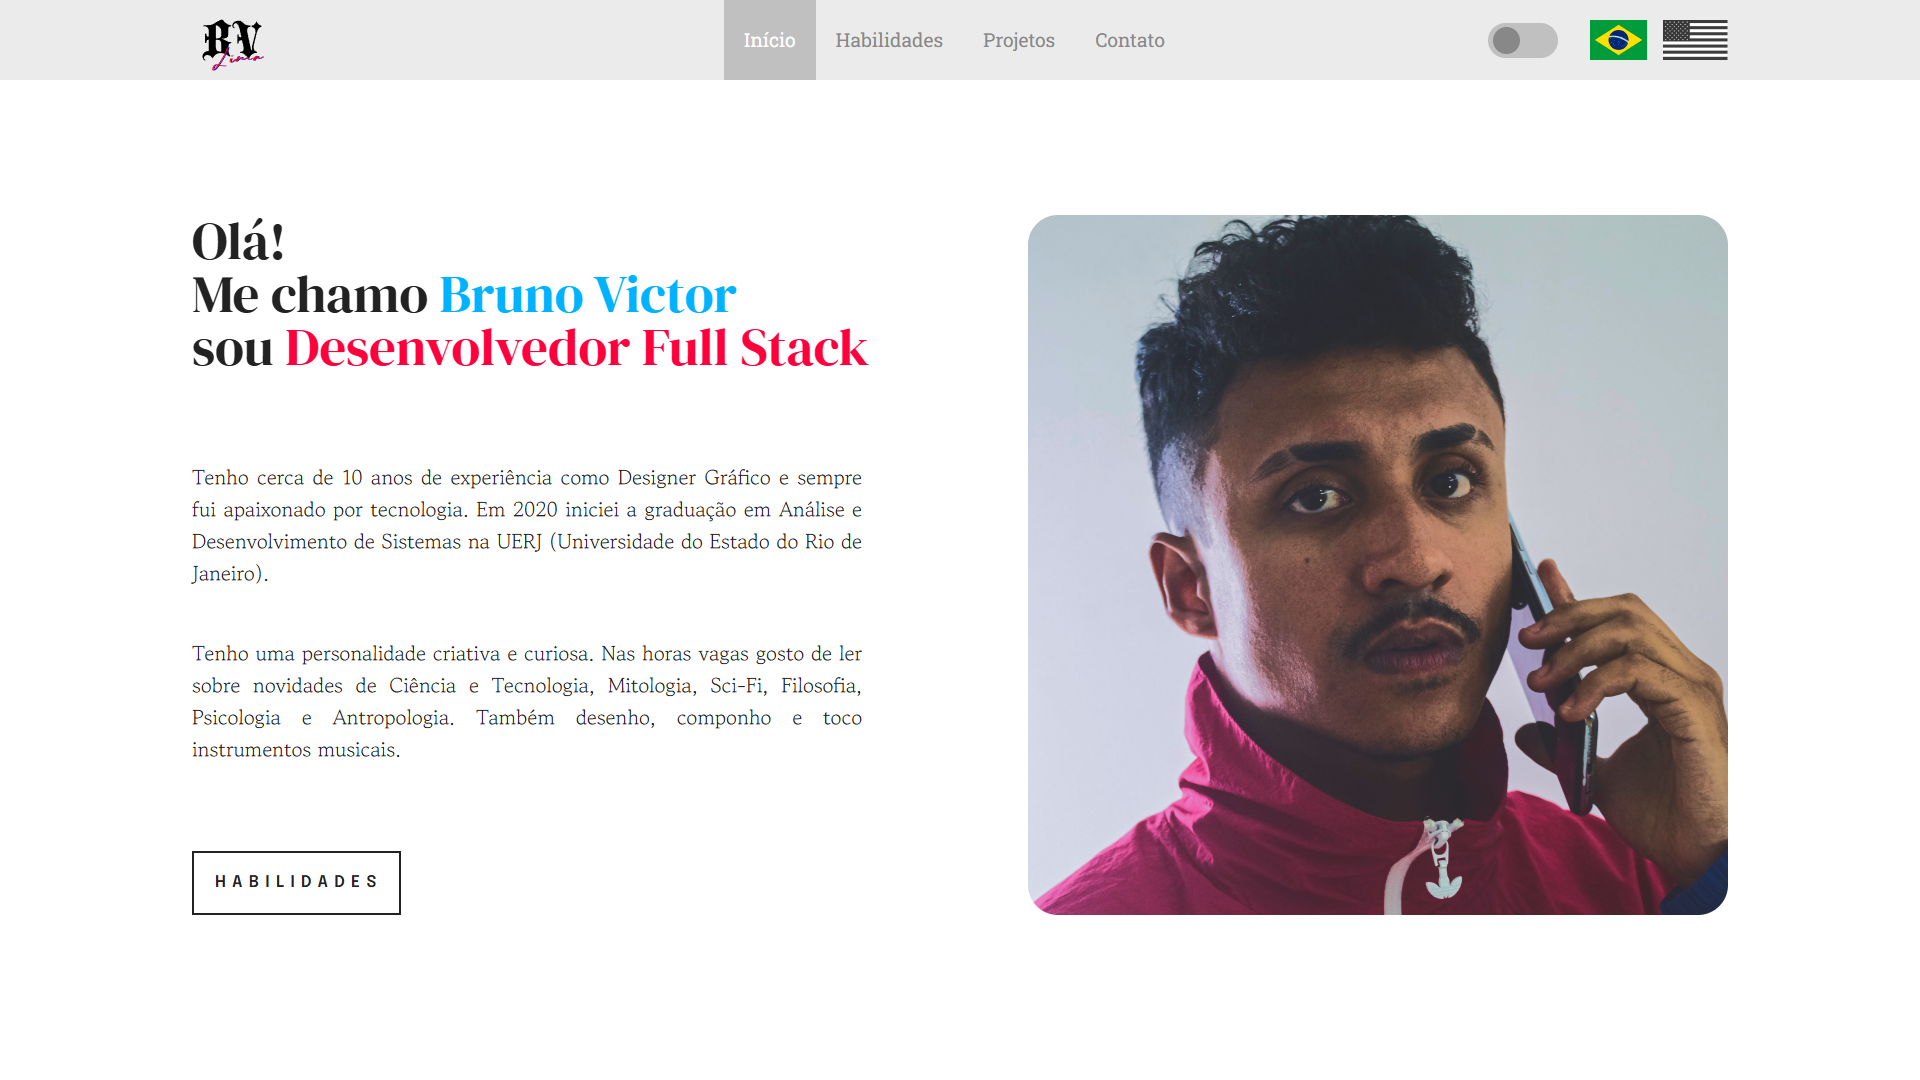 BV
Lima
Início
Habilidades
Projetos
Contato
Olá!
Me chamo Bruno Victor
sou Desenvolvedor Full Stack
Tenho cerca de 10 anos de experiência como Designer Gráfico e sempre
fui apaixonado por tecnologia. Em 2020 iniciei a graduação em Análise e
Desenvolvimento de Sistemas na UERJ (Universidade do Estado do Rio de
Janeiro).
Tenho uma personalidade criativa e curiosa. Nas horas vagas gosto de ler
sobre novidades de Ciência e Tecnologia, Mitologia, Sci-Fi, Filosofia,
Psicologia e Antropologia. Também desenho, componho e toco
instrumentos musicais.
HABILIDADES